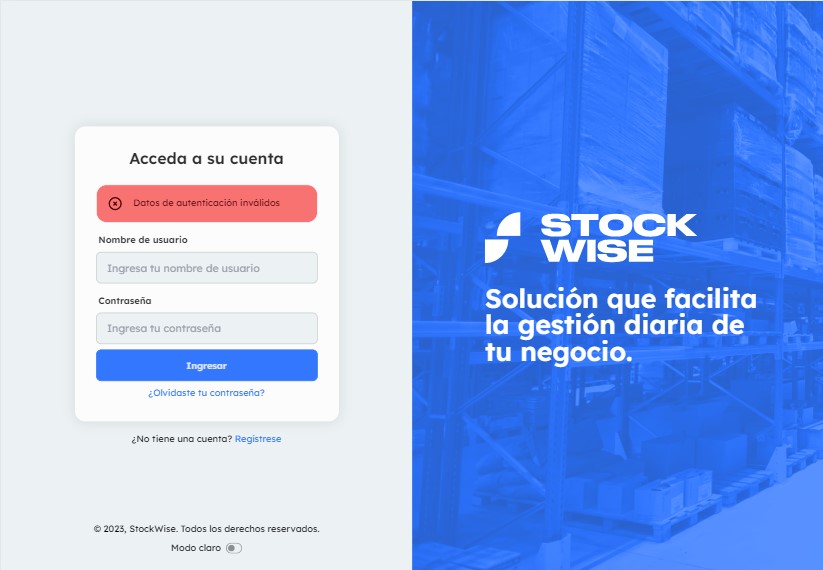 Acceda a su cuenta
Datos de autenticación inválidos
Nombre de usuario
Ingresa tu nombre de usuario
Contraseña
Ingresa tu contraseña
Ingresar
¿Olvidaste tu contraseña?
¿No tiene una cuenta? Regístrese
© 2023, StockWise. Todos los derechos reservados.
Modo claro
STOCK
WISE
Solución que facilita
la gestión diaria de
tu negocio.